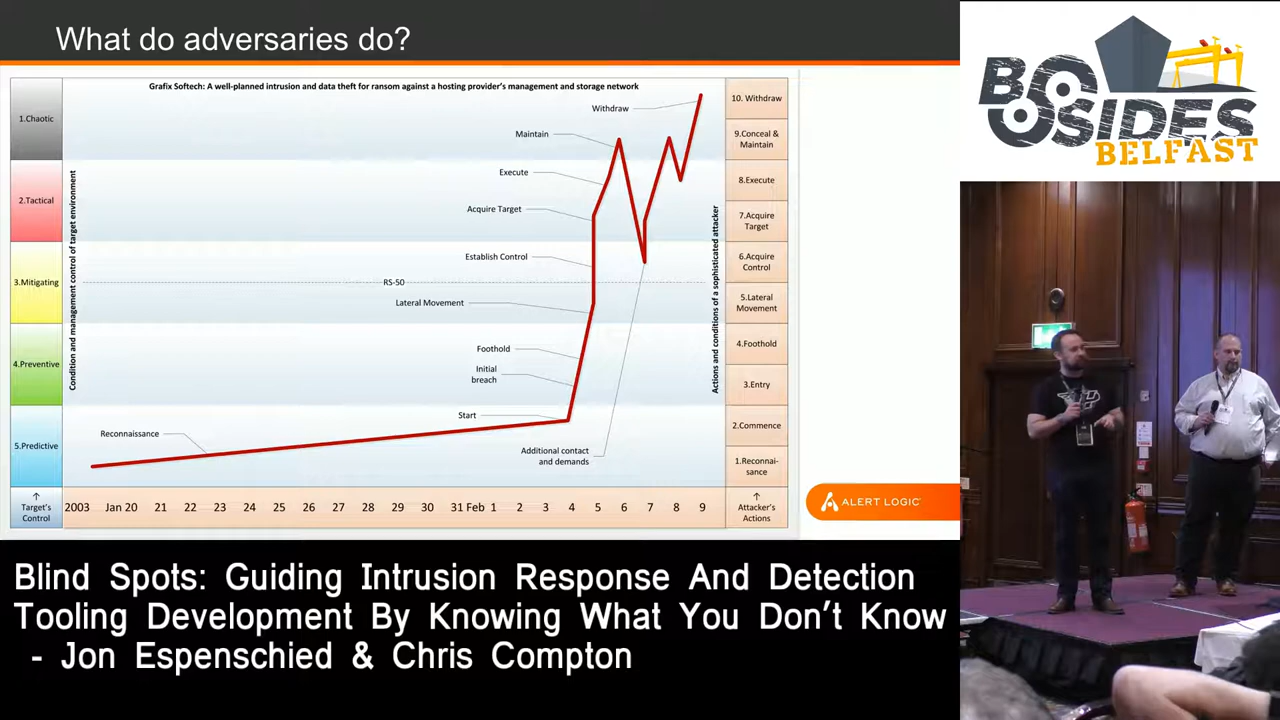 What do adversaries do?
Grafix Softech: A well-planned intrusion and data theft for ransom against a hosting provider's management and storage network
1.Chaotic
2.Tactical
3.Mitigating
4.Preventive
5.Predictive
↑
Target's
Control
Condition and management control of target environment
Withdraw
Maintain
Execute
Acquire Target
Establish Control
RS-50
Lateral Movement
Foothold
Initial
breach
Start
Reconnaissance
Additional contact
and demands
Actions and conditions of a sophisticated attacker
10. Withdraw
9.Conceal &
Maintain
8.Execute
7.Acquire
Target
6.Acquire
Control
5.Lateral
Movement
4.Foothold
3.Entry
2.Commence
1.Reconnai-
sance
↑
Attacker's
Actions
2003 Jan 20 21 22 23 24 25 26 27 28 29 30 31 Feb 1 2 3 4 5 6 7 8 9
ALERT LOGIC
BSIDES
BELFAST
Blind Spots: Guiding Intrusion Response And Detection
Tooling Development By Knowing What You Don't Know
- Jon Espenschied & Chris Compton